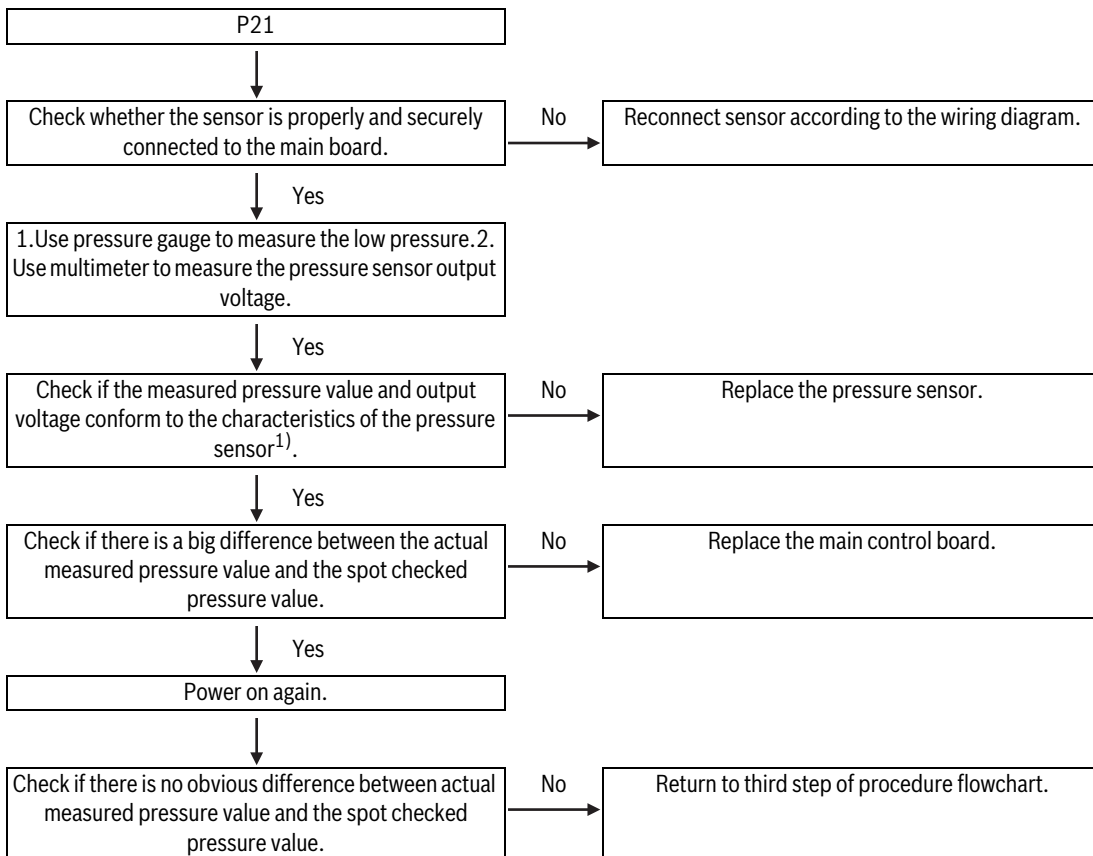 P21
Check whether the sensor is properly and securely
connected to the main board.
No
Reconnect sensor according to the wiring diagram.
Yes
1.Use pressure gauge to measure the low pressure.2.
Use multimeter to measure the pressure sensor output
voltage.
Yes
Check if the measured pressure value and output
voltage conform to the characteristics of the pressure
sensor1).
No
Replace the pressure sensor.
Yes
Check if there is a big difference between the actual
measured pressure value and the spot checked
pressure value.
No
Replace the main control board.
Yes
Power on again.
Check if there is no obvious difference between actual
measured pressure value and the spot checked
pressure value.
No
Return to third step of procedure flowchart.